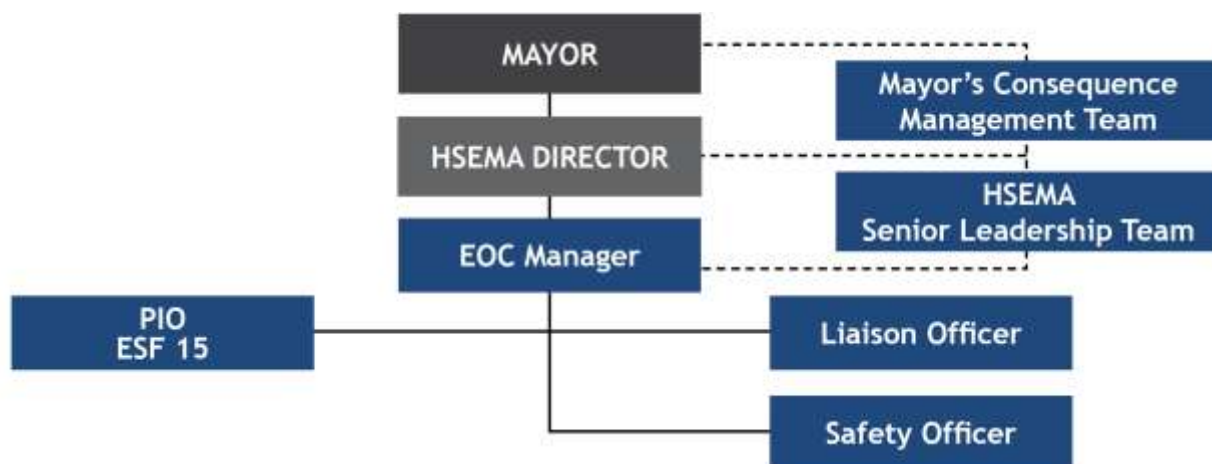 MAYOR
Mayor's Consequence
Management Team
HSEMA DIRECTOR
HSEMA
Senior Leadership Team
EOC Manager
PIO
ESF 15
Liaison Officer
Safety Officer